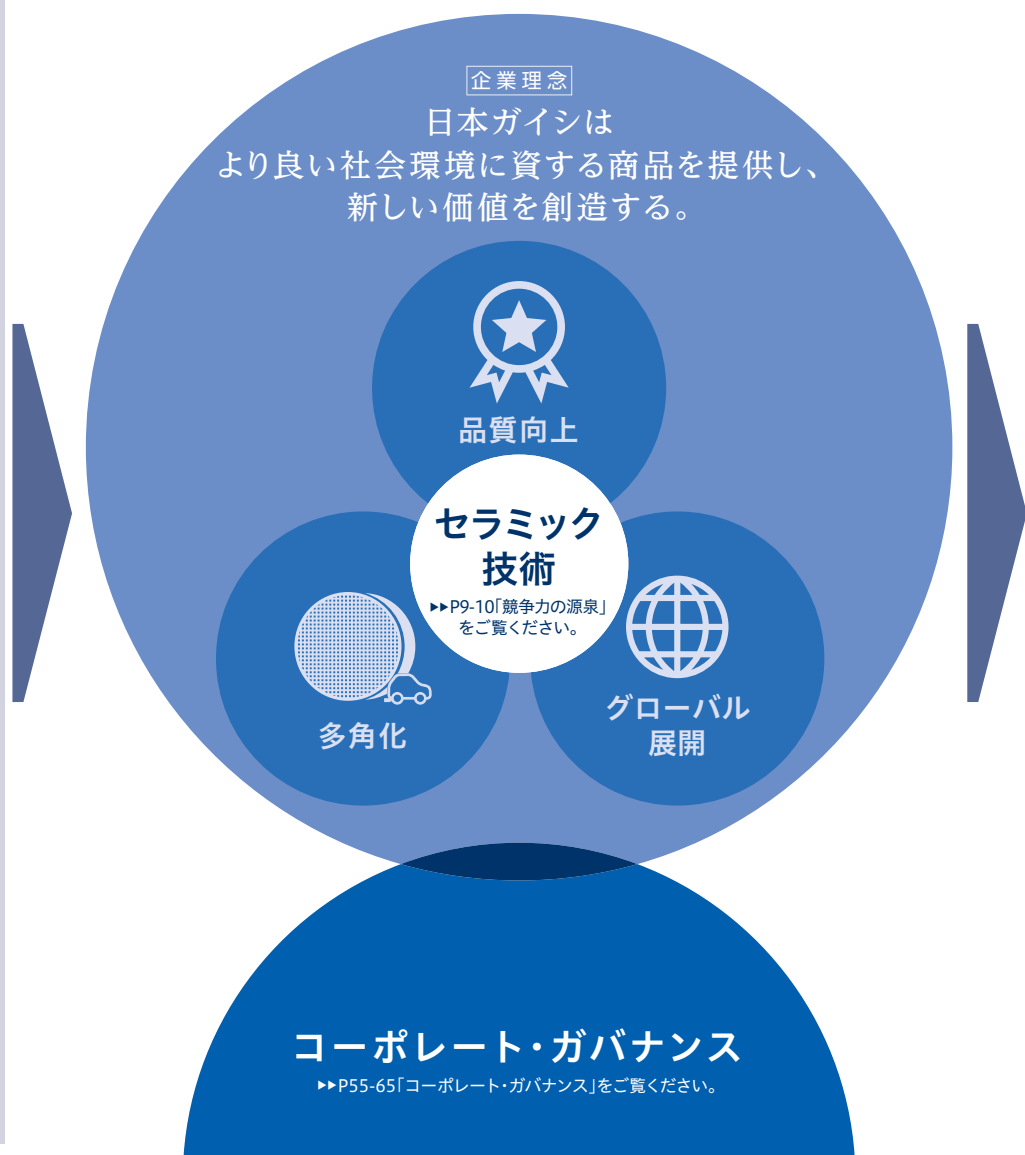 企業理念
日本ガイシは
より良い社会環境に資する商品を提供し、
新しい価値を創造する。
品質向上
セラミック
技術
▶▶P9-10「競争力の源泉」
をご覧ください。
多角化
グローバル
展開
コーポレート・ガバナンス
▶▶P55-65「コーポレート・ガバナンス」をご覧ください。